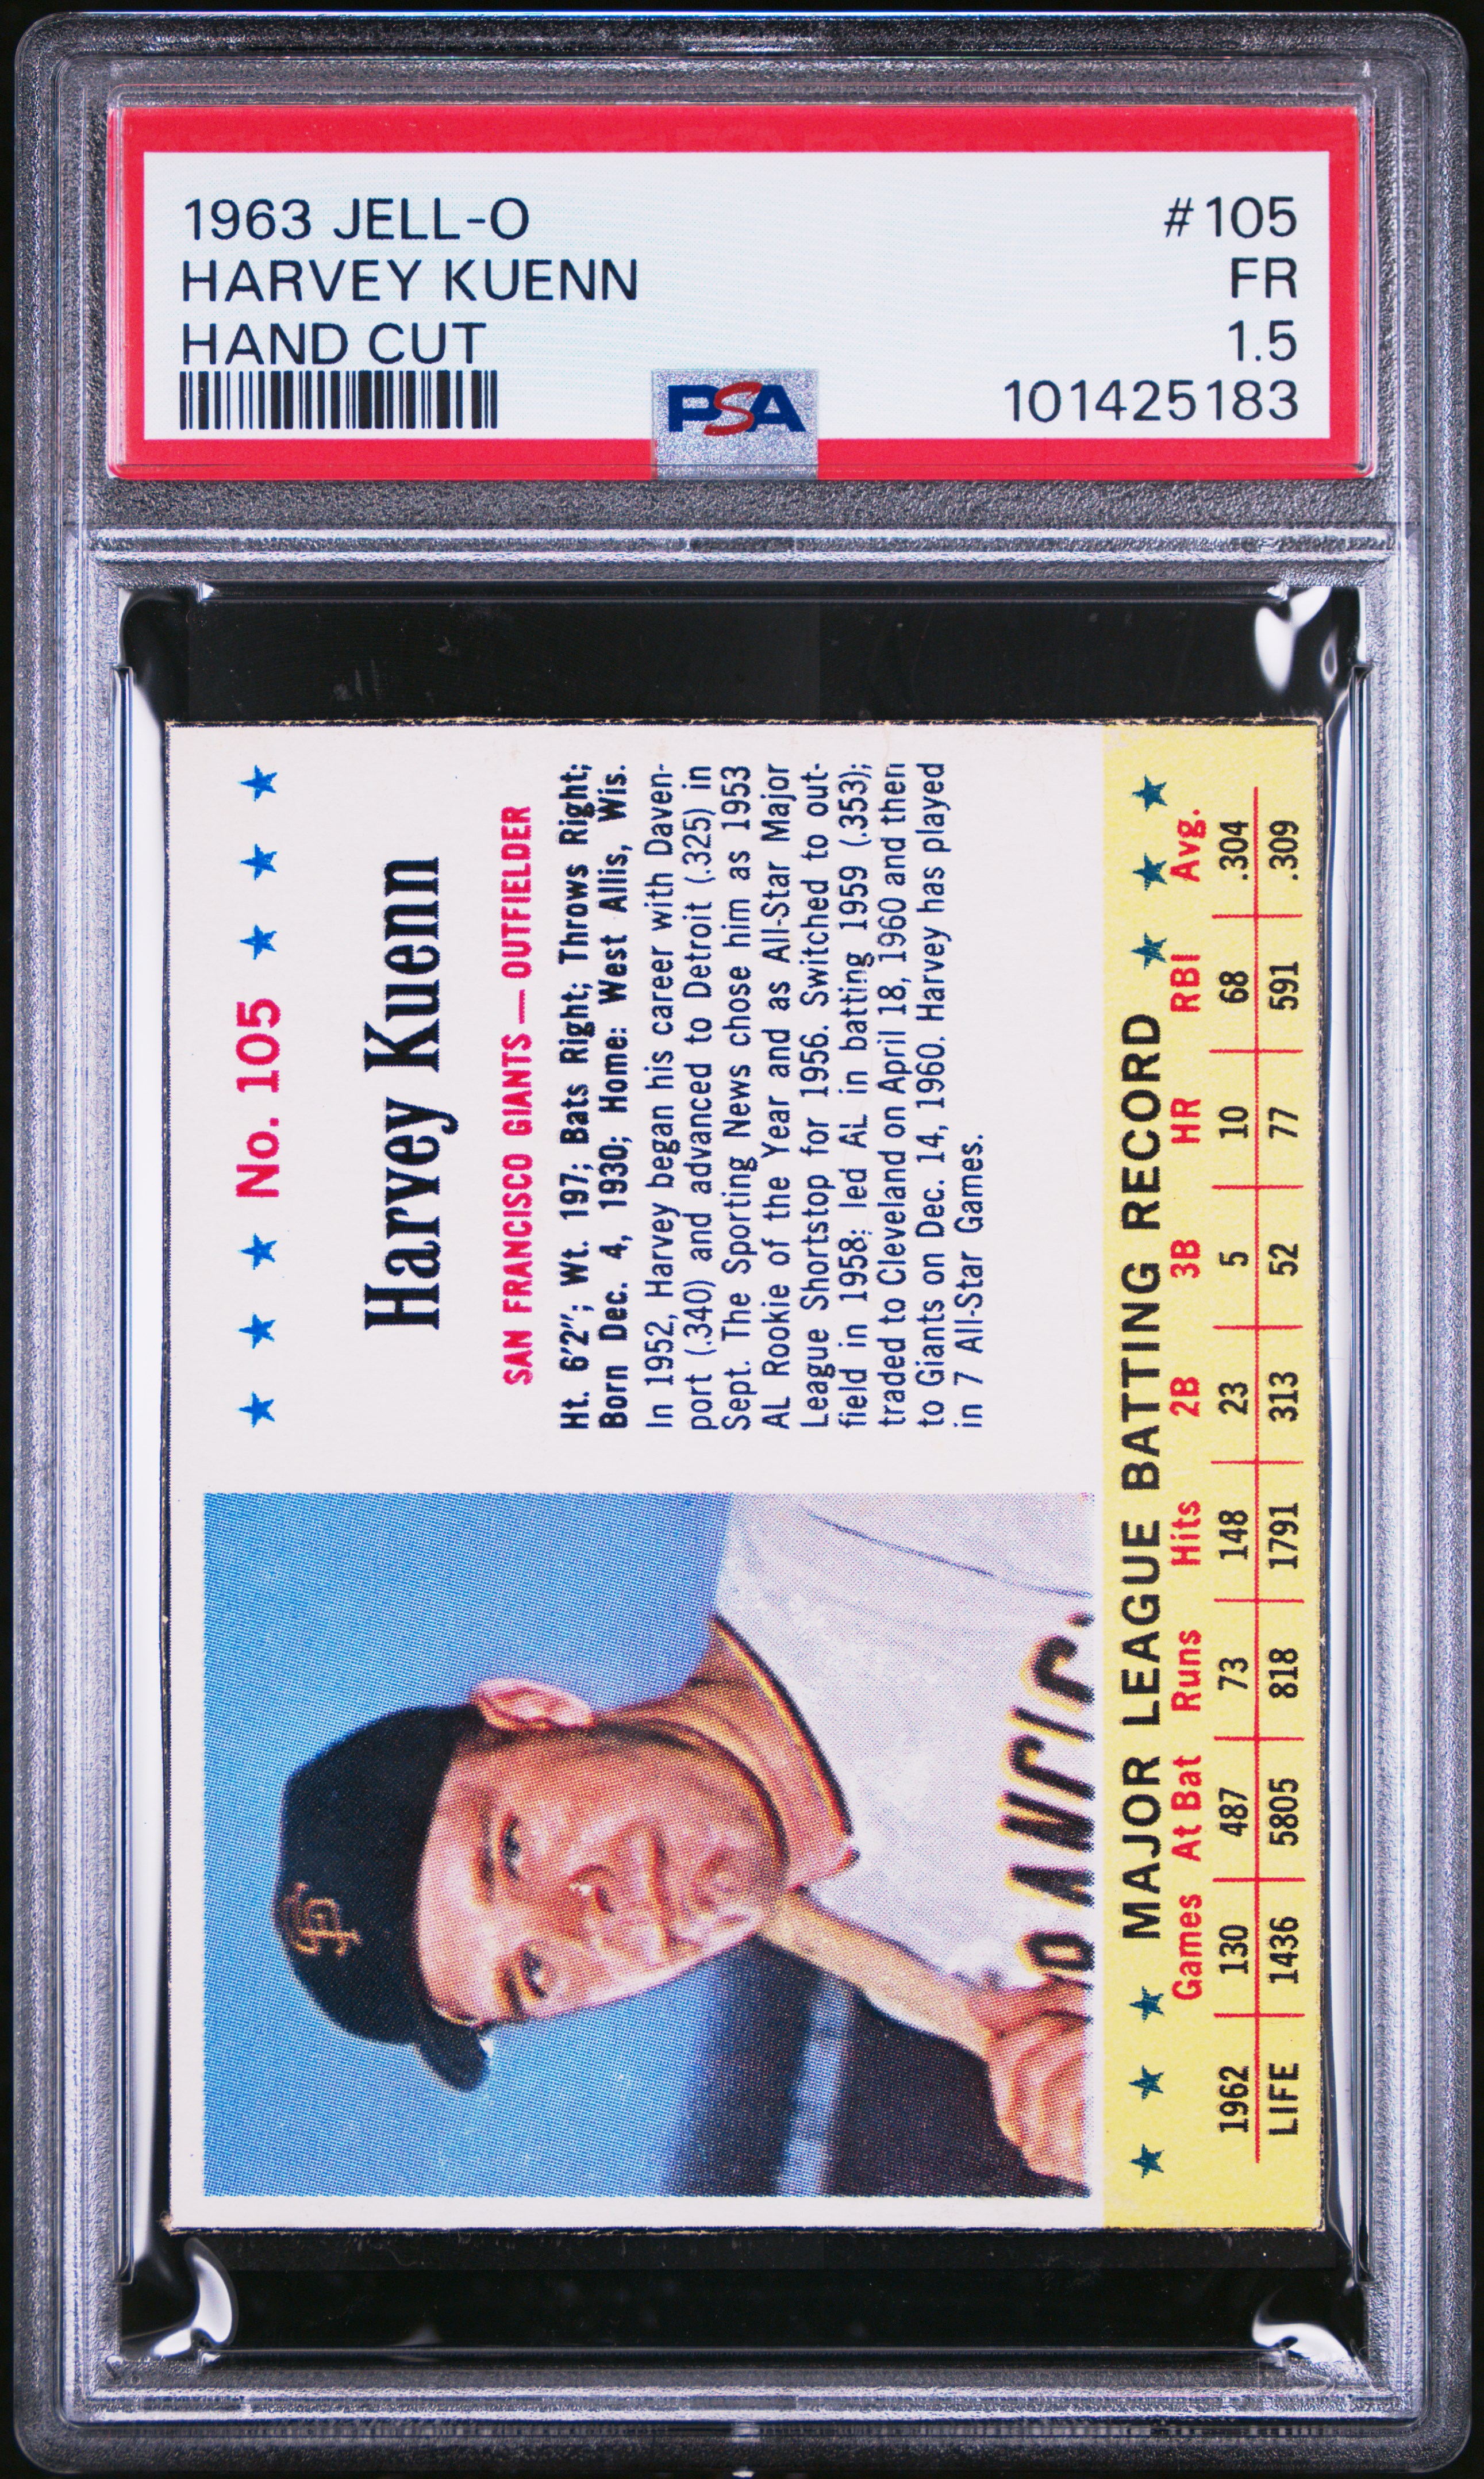 1963 JELL-O #105
HARVEY KUENN FR
HAND CUT 1.5
PSA 101425183
No. 105
Harvey Kuenn
SAN FRANCISCO GIANTS — OUTFIELDER
Ht. 6'2"; Wt. 197; Bats Right; Throws Right;
Born Dec. 4, 1930; Home: West Allis, Wis.
In 1952, Harvey began his career with Daven-
port (.340) and advanced to Detroit (.325) in
Sept. The Sporting News chose him as 1953
AL Rookie of the Year and as All-Star Major
League Shortstop for 1956. Switched to out-
field in 1958; led AL in batting 1959 (.353);
traded to Cleveland on April 18, 1960 and then
to Giants on Dec. 14, 1960. Harvey has played
in 7 All-Star Games.
SF
MAJOR LEAGUE BATTING RECORD
Games At Bat Runs Hits 2B 3B HR RBI Avg.
1962 130 487 73 148 23 5 10 68 .304
LIFE 1436 5805 818 1791 313 52 77 591 .309